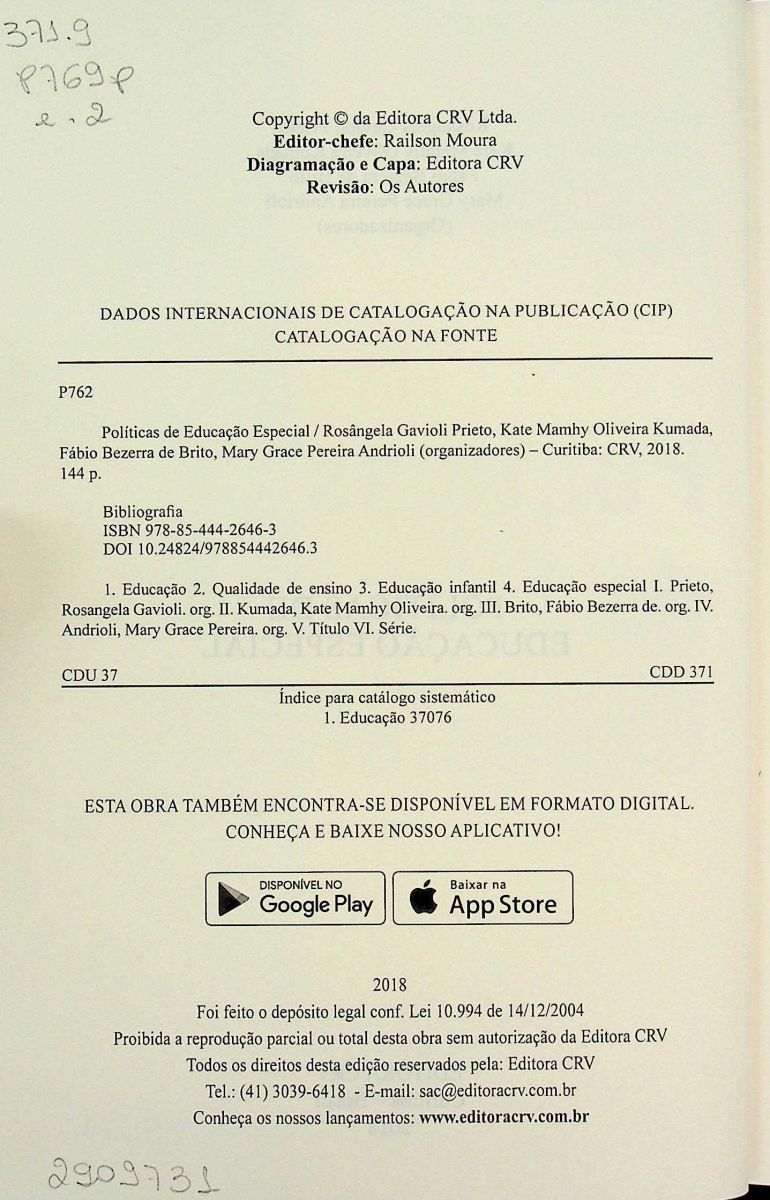 371.9
P769p
e.2
Copyright © da Editora CRV Ltda.
Editor-chefe: Railson Moura
Diagramação e Capa: Editora CRV
Revisão: Os Autores
DADOS INTERNACIONAIS DE CATALOGAÇÃO NA PUBLICAÇÃO (CIP)
CATALOGAÇÃO NA FONTE
P762
Políticas de Educação Especial / Rosângela Gavioli Prieto, Kate Mamhy Oliveira Kumada,
Fábio Bezerra de Brito, Mary Grace Pereira Andrioli (organizadores) – Curitiba: CRV, 2018.
144 p.
Bibliografia
ISBN 978-85-444-2646-3
DOI 10.24824/978854442646.3
1. Educação 2. Qualidade de ensino 3. Educação infantil 4. Educação especial I. Prieto,
Rosangela Gavioli. org. II. Kumada, Kate Mamhy Oliveira. org. III. Brito, Fábio Bezerra de. org. IV.
Andrioli, Mary Grace Pereira. org. V. Título VI. Série.
CDU 37 CDD 371
Índice para catálogo sistemático
1. Educação 37076
ESTA OBRA TAMBÉM ENCONTRA-SE DISPONÍVEL EM FORMATO DIGITAL.
CONHEÇA E BAIXE NOSSO APLICATIVO!
DISPONÍVEL NO
Google Play
Baixar na
App Store
2018
Foi feito o depósito legal conf. Lei 10.994 de 14/12/2004
Proibida a reprodução parcial ou total desta obra sem autorização da Editora CRV
Todos os direitos desta edição reservados pela: Editora CRV
Tel.: (41) 3039-6418 - E-mail: sac@editoracrv.com.br
Conheça os nossos lançamentos: www.editoracrv.com.br
2909731